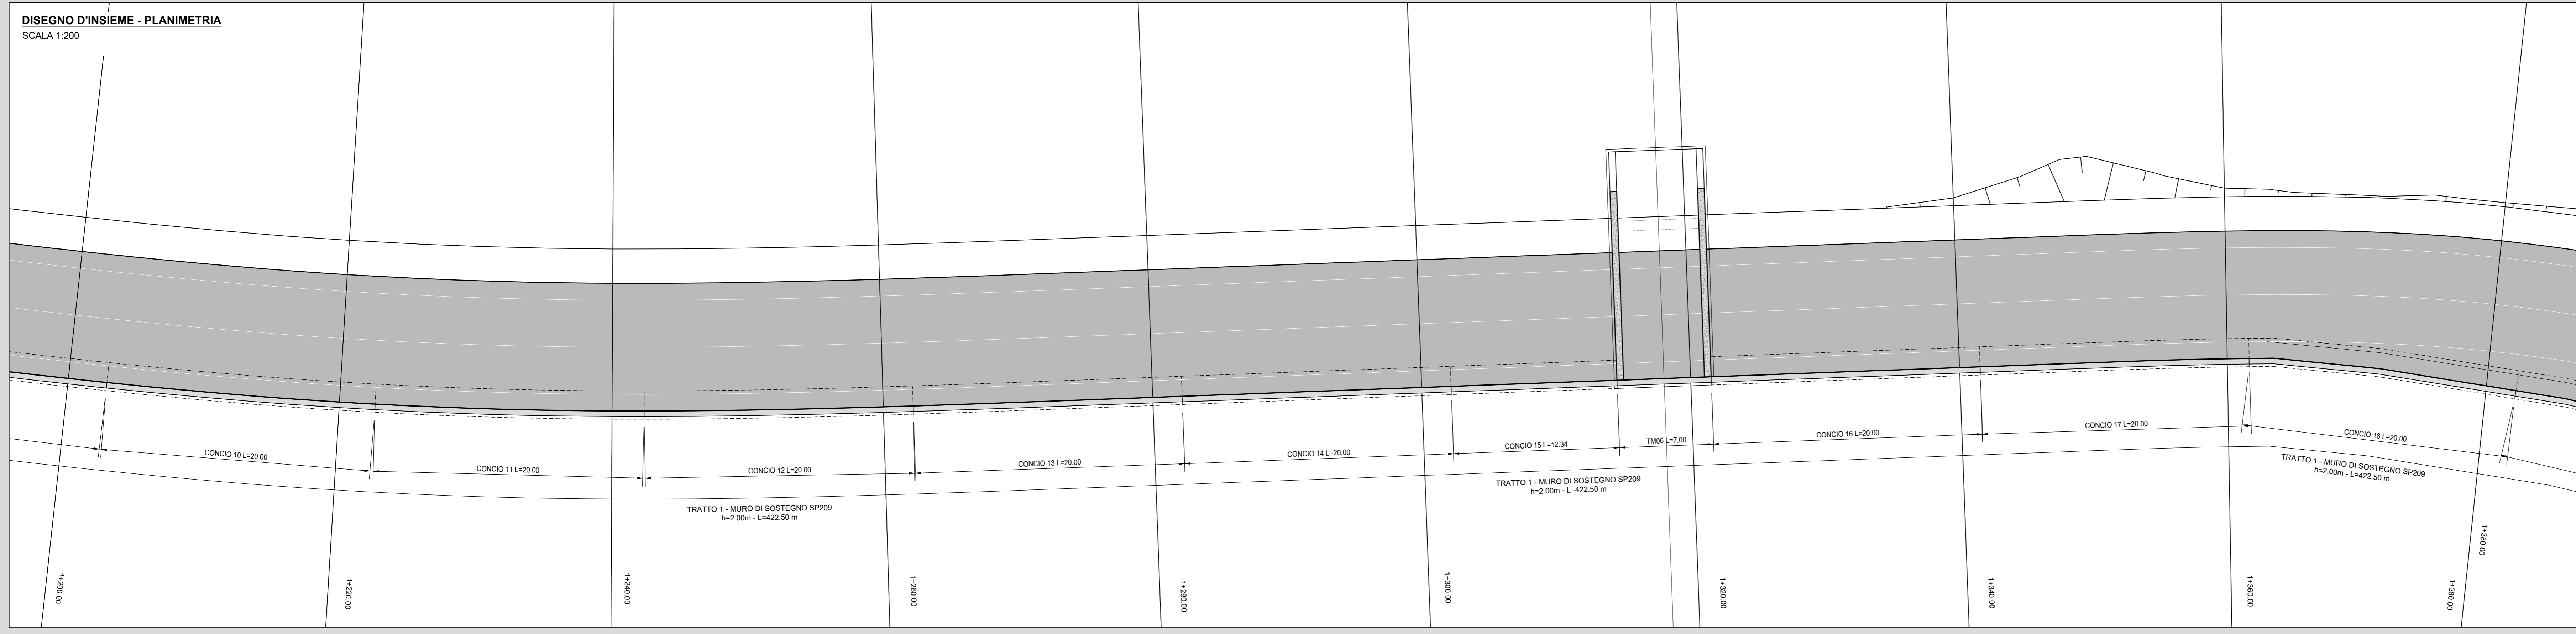 DISEGNO D'INSIEME - PLANIMETRIA
SCALA 1:200
CONCIO 10 L=20.00
CONCIO 11 L=20.00
CONCIO 12 L=20.00
CONCIO 13 L=20.00
CONCIO 14 L=20.00
CONCIO 15 L=12.34
TM06 L=7.00
CONCIO 16 L=20.00
CONCIO 17 L=20.00
CONCIO 18 L=20.00
TRATTO 1 - MURO DI SOSTEGNO SP209
h=2.00m - L=422.50 m
TRATTO 1 - MURO DI SOSTEGNO SP209
h=2.00m - L=422.50 m
TRATTO 1 - MURO DI SOSTEGNO SP209
h=2.00m - L=422.50 m
1+200.00
1+220.00
1+240.00
1+260.00
1+280.00
1+300.00
1+320.00
1+340.00
1+360.00
1+380.00
1+380.00